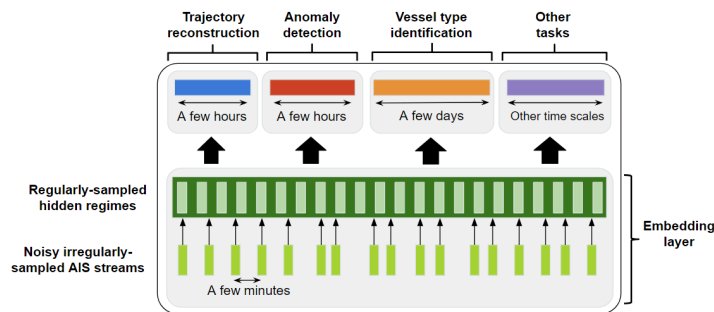 Trajectory
reconstruction
Anomaly
detection
Vessel type
identification
Other
tasks
A few hours
A few hours
A few days
Other time scales
Regularly-sampled
hidden regimes
Noisy irregularly-
sampled AIS streams
A few minutes
Embedding
layer